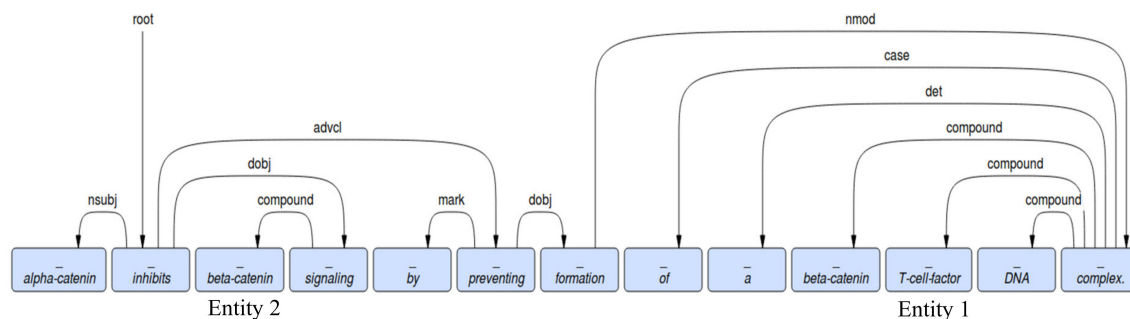 root
nmod
case
det
advcl
compound
dobj
compound
nsubj
compound
mark
dobj
compound
_ _ _ _ _ _ _ _ _ _ _ _ _
alpha-catenin inhibits beta-catenin signaling by preventing formation of a beta-catenin T-cell-factor DNA complex.
Entity 2 Entity 1